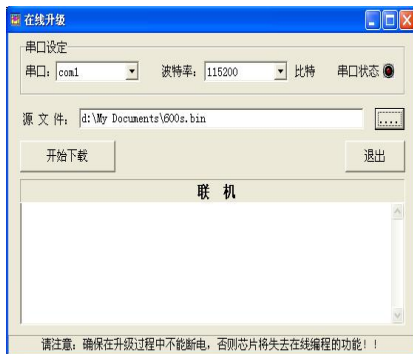 在线升级
串口设定
串口: com1 波特率: 115200 比特 串口状态
源 文 件: d:\My Documents\600s.bin ....
开始下载 退出
联 机
请注意: 确保在升级过程中不能断电, 否则芯片将失去在线编程的功能!!